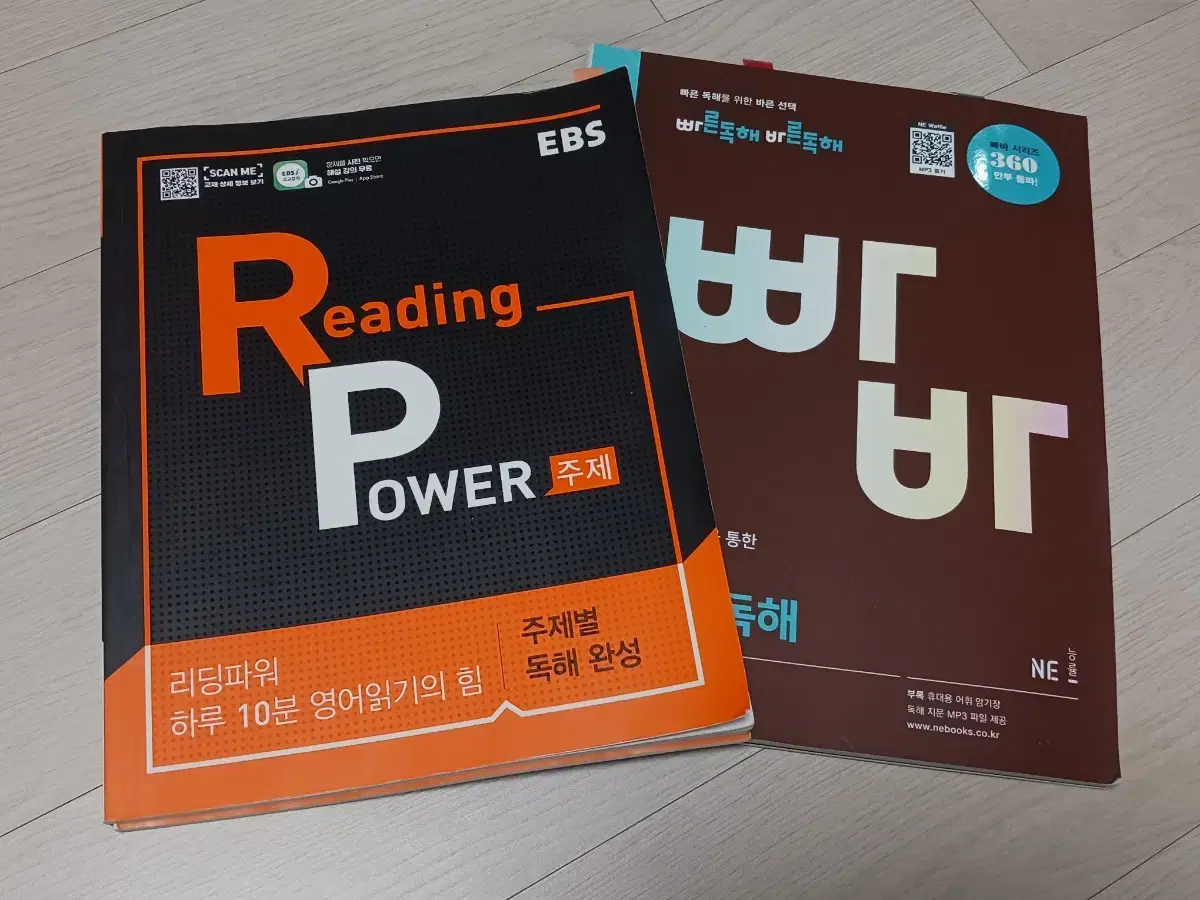 EBS
SCAN ME
교재 상세 정보 보기
EBSi
고교강의
문제를 사진 찍으면
해설 강의 무료
Google Play | App Store
Reading
POWER 주제
리딩파워
하루 10분 영어읽기의 힘
주제별
독해 완성
빠른 독해를 위한 바른 선택
빠른독해 바른독해
NE Waffle
MP3 듣기
빠바 시리즈
360
만부 돌파!
빠
바
통한
독해
NE 능률
부록 휴대용 어휘 암기장
독해 지문 MP3 파일 제공
www.nebooks.co.kr